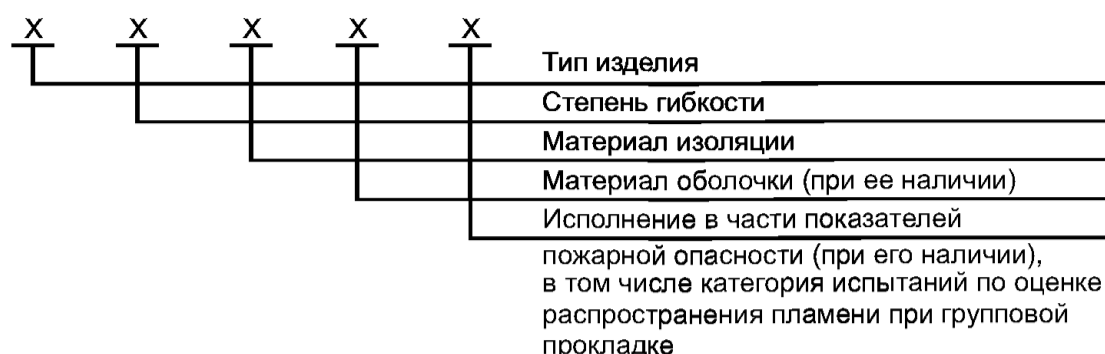 X X X X X
Тип изделия
Степень гибкости
Материал изоляции
Материал оболочки (при ее наличии)
Исполнение в части показателей
пожарной опасности (при его наличии),
в том числе категория испытаний по оценке
распространения пламени при групповой
прокладке